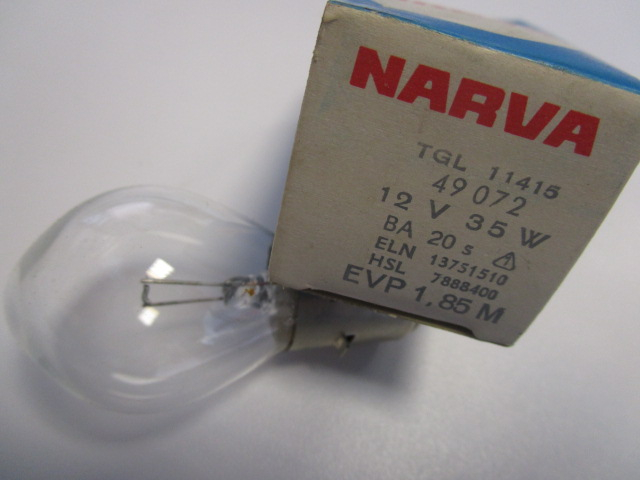 NARVA
TGL 11415
49 072
12 V 35 W
BA 20 s
ELN 13751510
HSL 7888400
EVP 1,85 M